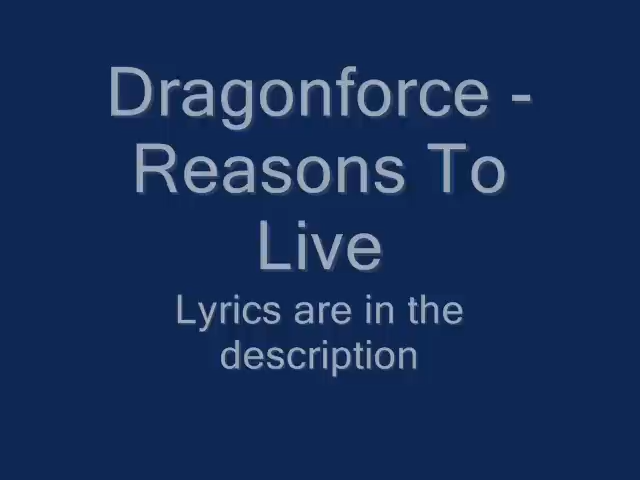 Dragonforce -
Reasons To
Live
Lyrics are in the
description